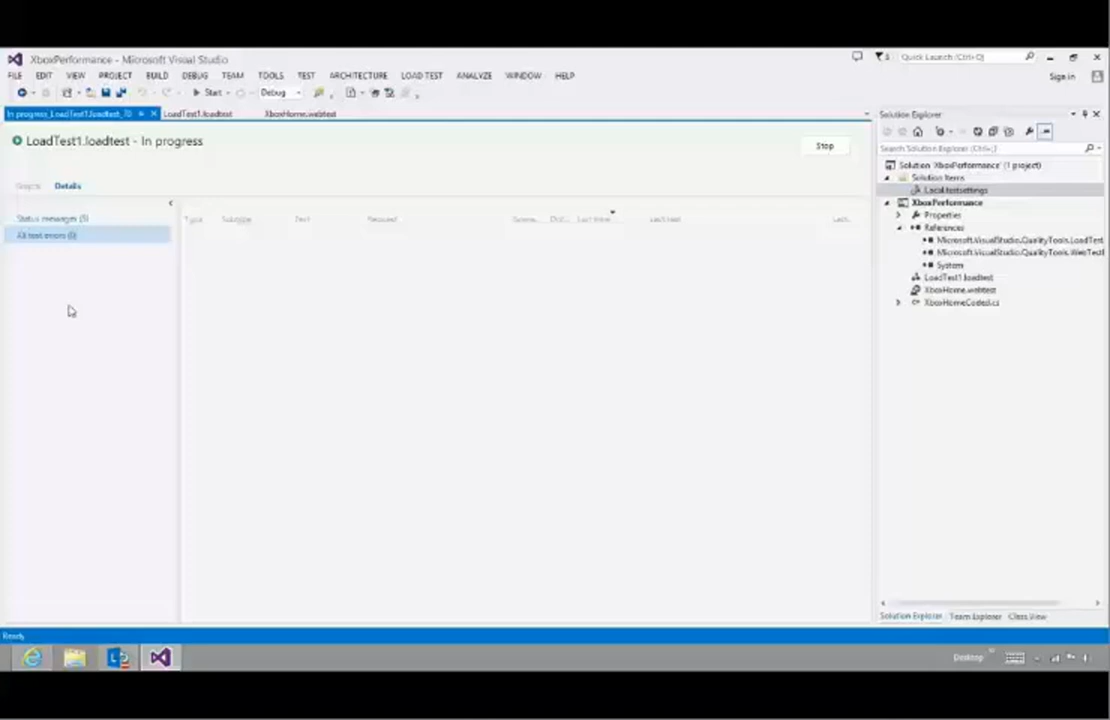 XboxPerformance - Microsoft Visual Studio
Quick Launch (Ctrl+Q)
FILE EDIT VIEW PROJECT BUILD DEBUG TEAM TOOLS TEST ARCHITECTURE LOAD TEST ANALYZE WINDOW HELP
Sign in
Start Debug
LoadTest1.loadtest XboxHome.webtest
Solution Explorer
LoadTest1.loadtest - In progress
Stop
Search Solution Explorer (Ctrl+;)
Solution 'XboxPerformance' (1 project)
Solution Items
Local.testsettings
XboxPerformance
Properties
References
Microsoft.VisualStudio.QualityTools.LoadTest
Microsoft.VisualStudio.QualityTools.WebTest
System
LoadTest1.loadtest
XboxHome.webtest
XboxHomeCoded.cs
Details
Status messages
All test errors (0)
Type Subtype Test Request
Solution Explorer Team Explorer Class View
Ready
Desktop